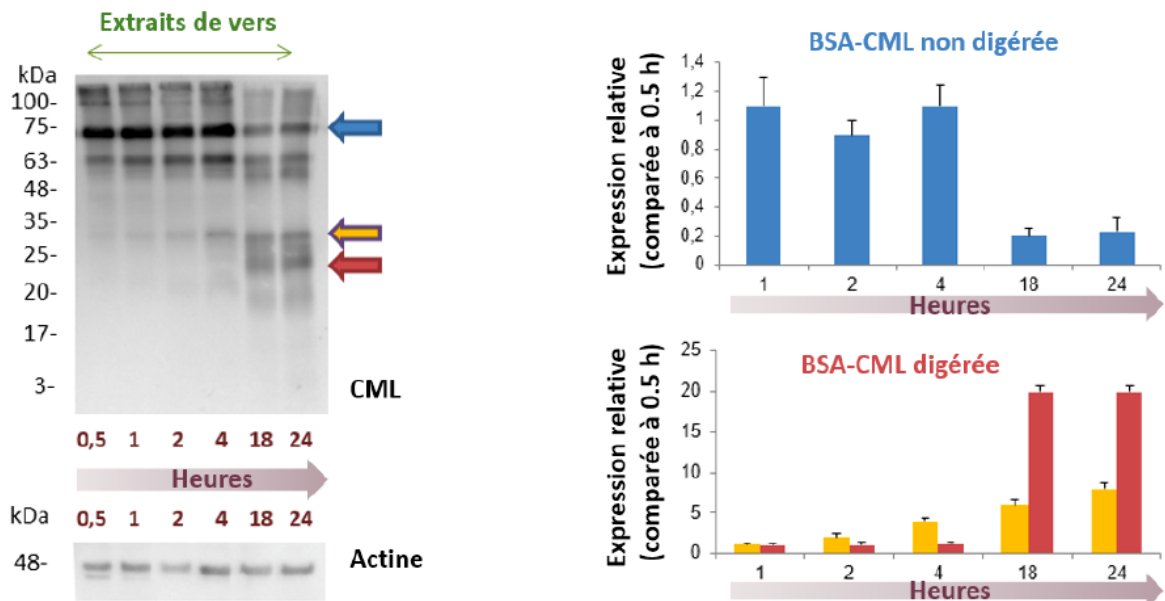 Extraits de vers
kDa
100-
75-
63-
48-
35-
25-
20-
17-
3-
CML
0,5 1 2 4 18 24
Heures
kDa 0,5 1 2 4 18 24
48-
Actine
BSA-CML non digérée
Expression relative
(comparée à 0.5 h)
1,4
1,2
1
0,8
0,6
0,4
0,2
0
1 2 4 18 24
Heures
BSA-CML digérée
Expression relative
(comparée à 0.5 h)
25
20
15
10
5
0
1 2 4 18 24
Heures